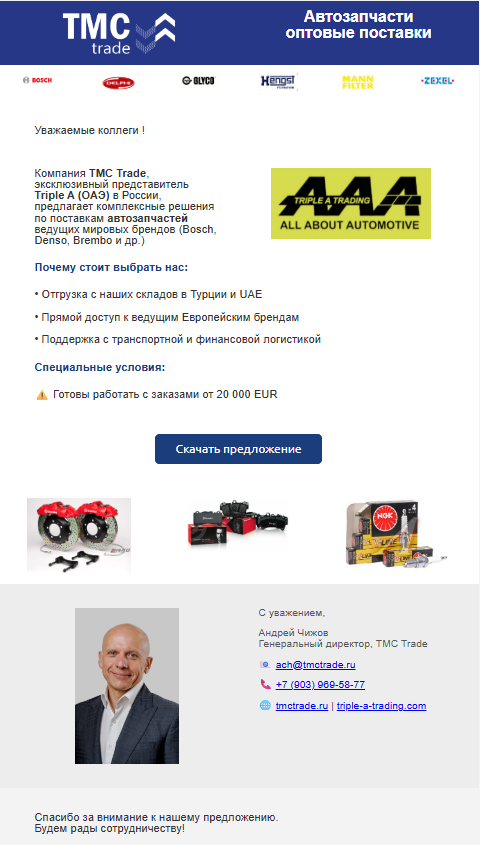 TMC
trade
Автозапчасти
оптовые поставки
BOSCH
DELPHI
GLYCO
Hengst
FILTRATION
MANN
FILTER
ZEXEL
Уважаемые коллеги !
Компания TMC Trade,
эксклюзивный представитель
Triple A (ОАЭ) в России,
предлагает комплексные решения
по поставкам автозапчастей
ведущих мировых брендов (Bosch,
Denso, Brembo и др.)
AAA
TRIPLE A TRADING
ALL ABOUT AUTOMOTIVE
Почему стоит выбрать нас:
• Отгрузка с наших складов в Турции и UAE
• Прямой доступ к ведущим Европейским брендам
• Поддержка с транспортной и финансовой логистикой
Специальные условия:
⚠️ Готовы работать с заказами от 20 000 EUR
Скачать предложение
NGK
С уважением,
Андрей Чижов
Генеральный директор, TMC Trade
ach@tmctrade.ru
+7 (903) 969-58-77
tmctrade.ru | triple-a-trading.com
Спасибо за внимание к нашему предложению.
Будем рады сотрудничеству!